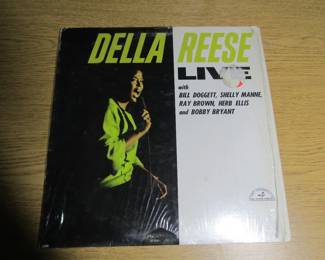 DELLA REESE
LIVE
with
BILL DOGGETT, SHELLY MANNE,
RAY BROWN, HERB ELLIS
and BOBBY BRYANT